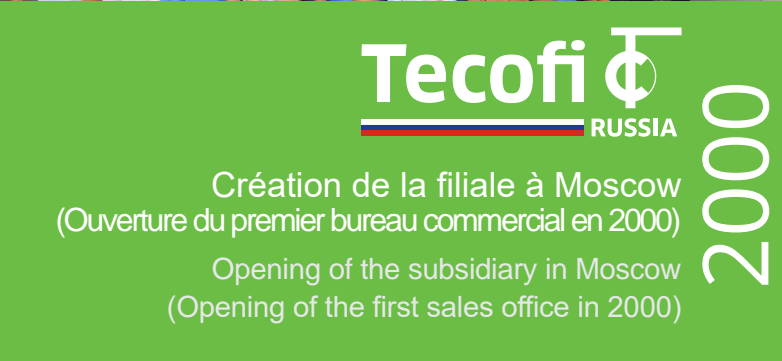 Tecofi
RUSSIA
Création de la filiale à Moscow
(Ouverture du premier bureau commercial en 2000)
Opening of the subsidiary in Moscow
(Opening of the first sales office in 2000)
2000